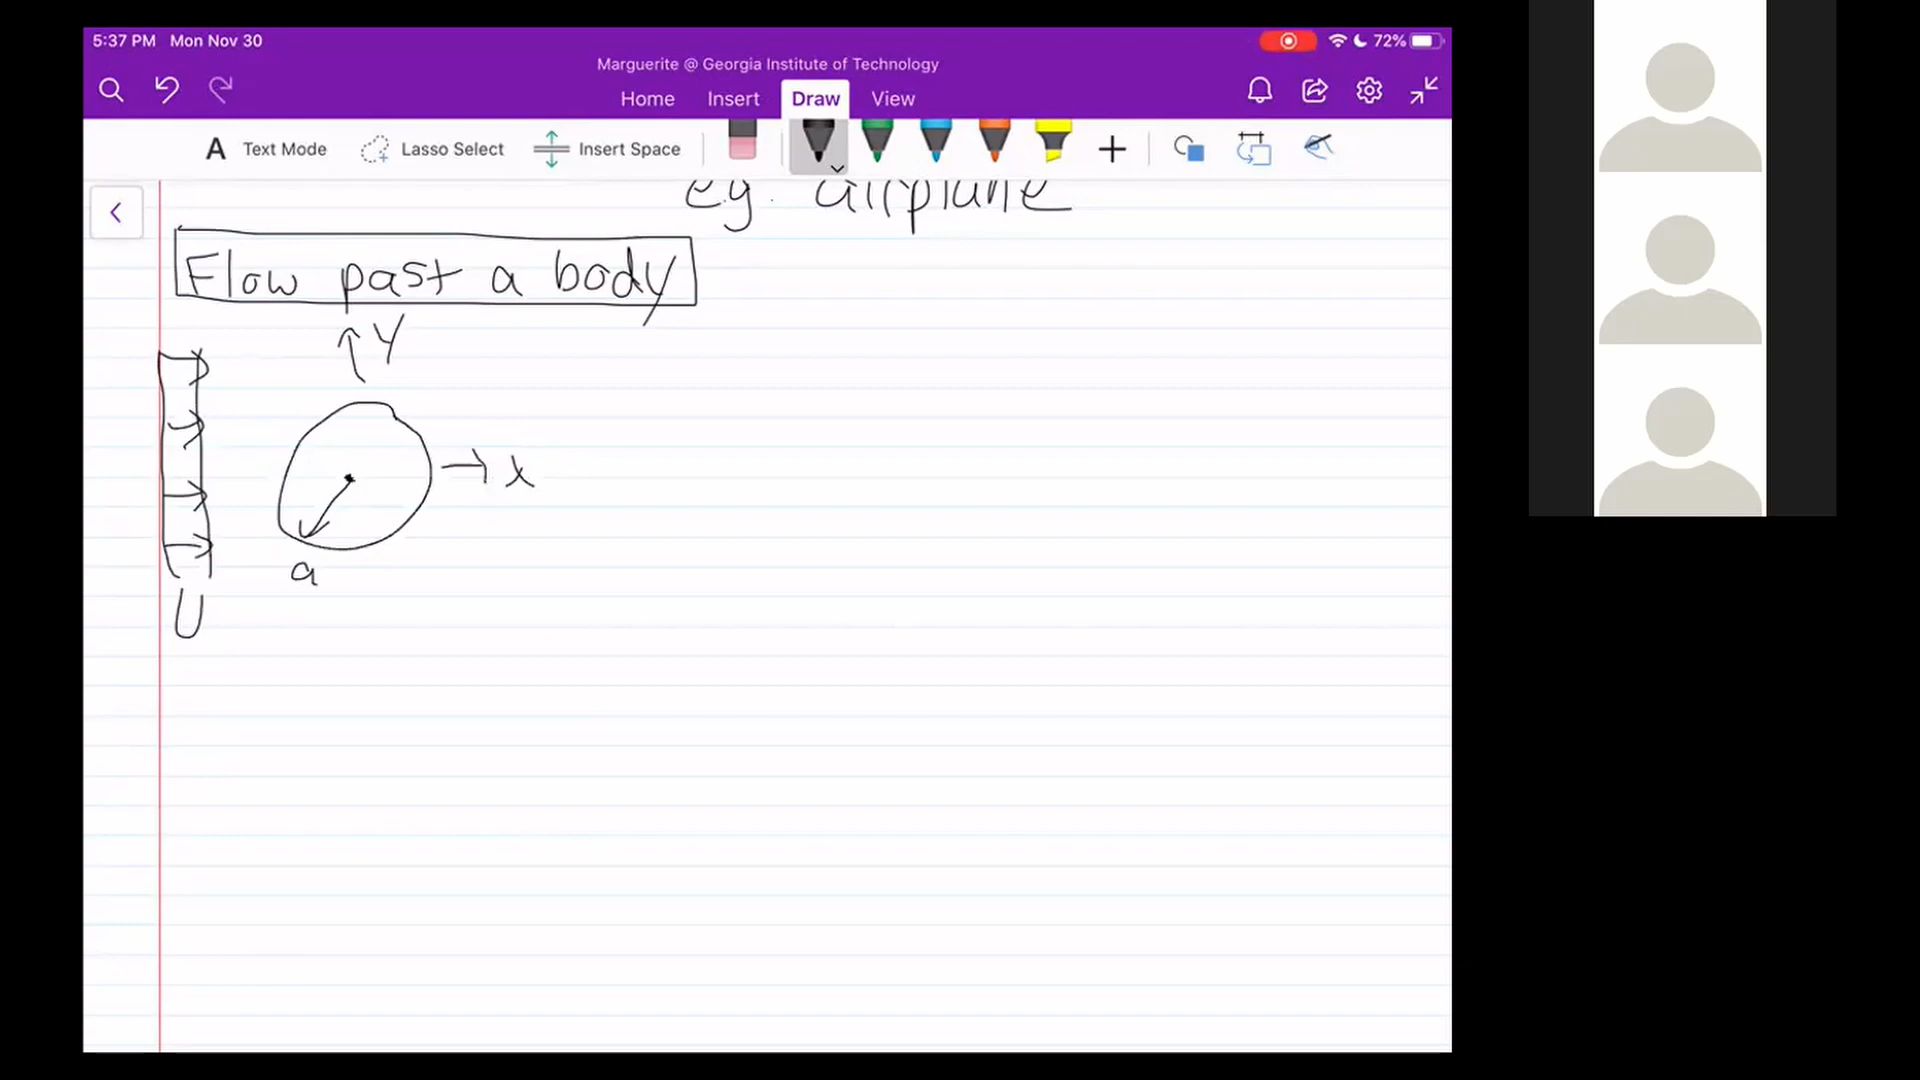 5:37 PM Mon Nov 30
72%
Marguerite @ Georgia Institute of Technology
Home Insert Draw View
A Text Mode Lasso Select Insert Space
e.g. airplane
Flow past a body
Y
x
a
U